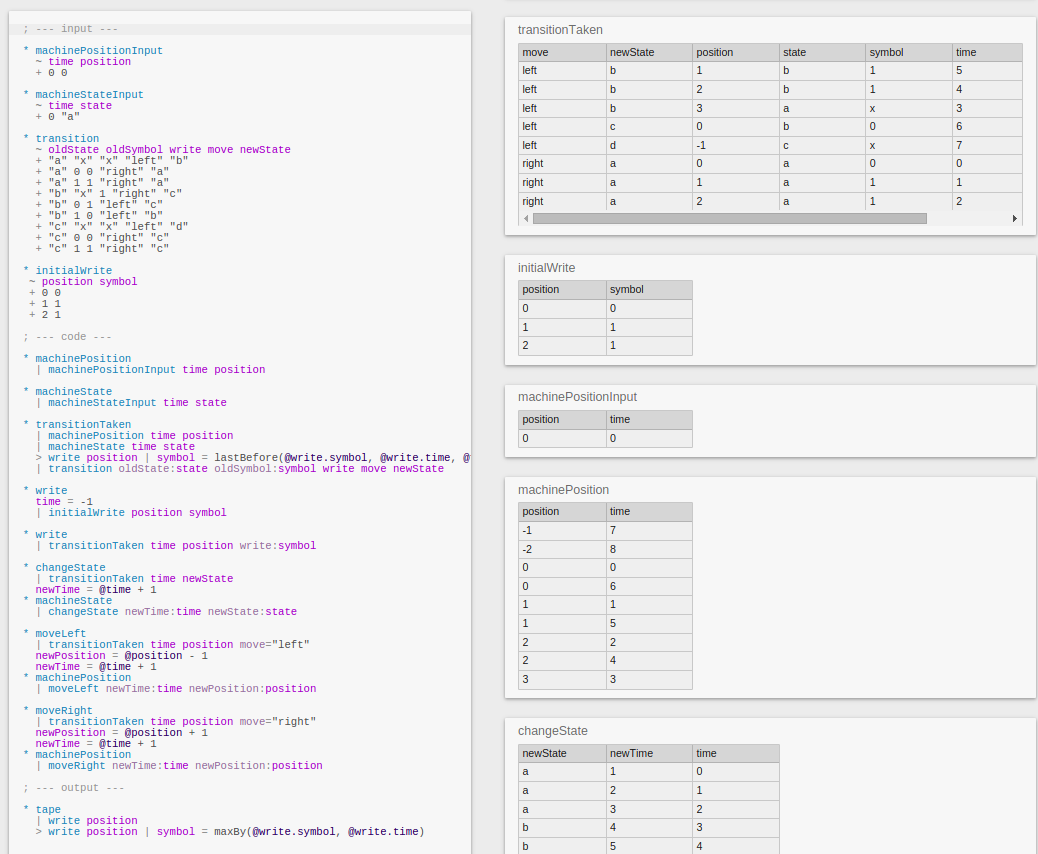 ; --- input ---
* machinePositionInput
~ time position
+ 0 0
* machineStateInput
~ time state
+ 0 "a"
* transition
~ oldState oldSymbol write move newState
+ "a" "x" "x" "left" "b"
+ "a" 0 0 "right" "a"
+ "a" 1 1 "right" "a"
+ "b" "x" 1 "right" "c"
+ "b" 0 1 "left" "c"
+ "b" 1 0 "left" "b"
+ "c" "x" "x" "left" "d"
+ "c" 0 0 "right" "c"
+ "c" 1 1 "right" "c"
* initialWrite
~ position symbol
+ 0 0
+ 1 1
+ 2 1
; --- code ---
* machinePosition
| machinePositionInput time position
* machineState
| machineStateInput time state
* transitionTaken
| machinePosition time position
| machineState time state
> write position | symbol = lastBefore(@write.symbol, @write.time, @
| transition oldState:state oldSymbol:symbol write move newState
* write
time = -1
| initialWrite position symbol
* write
| transitionTaken time position write:symbol
* changeState
| transitionTaken time newState
newTime = @time + 1
* machineState
| changeState newTime:time newState:state
* moveLeft
| transitionTaken time position move="left"
newPosition = @position - 1
newTime = @time + 1
* machinePosition
| moveLeft newTime:time newPosition:position
* moveRight
| transitionTaken time position move="right"
newPosition = @position + 1
newTime = @time + 1
* machinePosition
| moveRight newTime:time newPosition:position
; --- output ---
* tape
| write position
> write position | symbol = maxBy(@write.symbol, @write.time)
transitionTaken
move newState position state symbol time
left b 1 b 1 5
left b 2 b 1 4
left b 3 a x 3
left c 0 b 0 6
left d -1 c x 7
right a 0 a 0 0
right a 1 a 1 1
right a 2 a 1 2
initialWrite
position symbol
0 0
1 1
2 1
machinePositionInput
position time
0 0
machinePosition
position time
-1 7
-2 8
0 0
0 6
1 1
1 5
2 2
2 4
3 3
changeState
newState newTime time
a 1 0
a 2 1
a 3 2
b 4 3
b 5 4